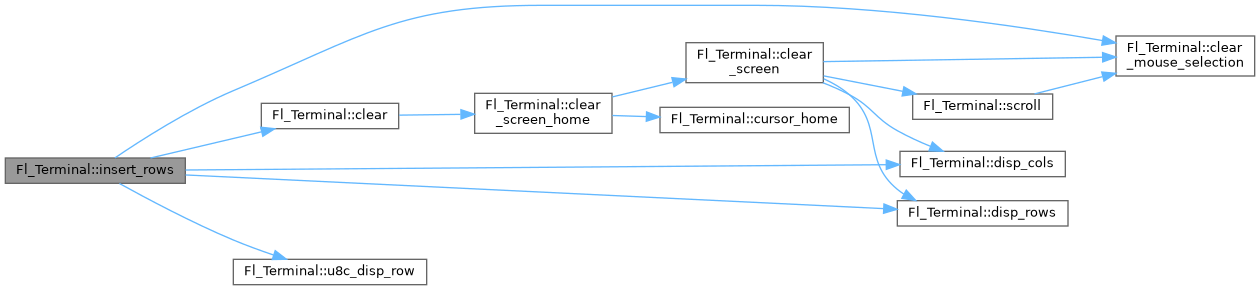 Fl_Terminal::insert_rows
Fl_Terminal::clear
Fl_Terminal::clear
_screen_home
Fl_Terminal::clear
_screen
Fl_Terminal::cursor_home
Fl_Terminal::clear
_mouse_selection
Fl_Terminal::scroll
Fl_Terminal::disp_cols
Fl_Terminal::disp_rows
Fl_Terminal::u8c_disp_row